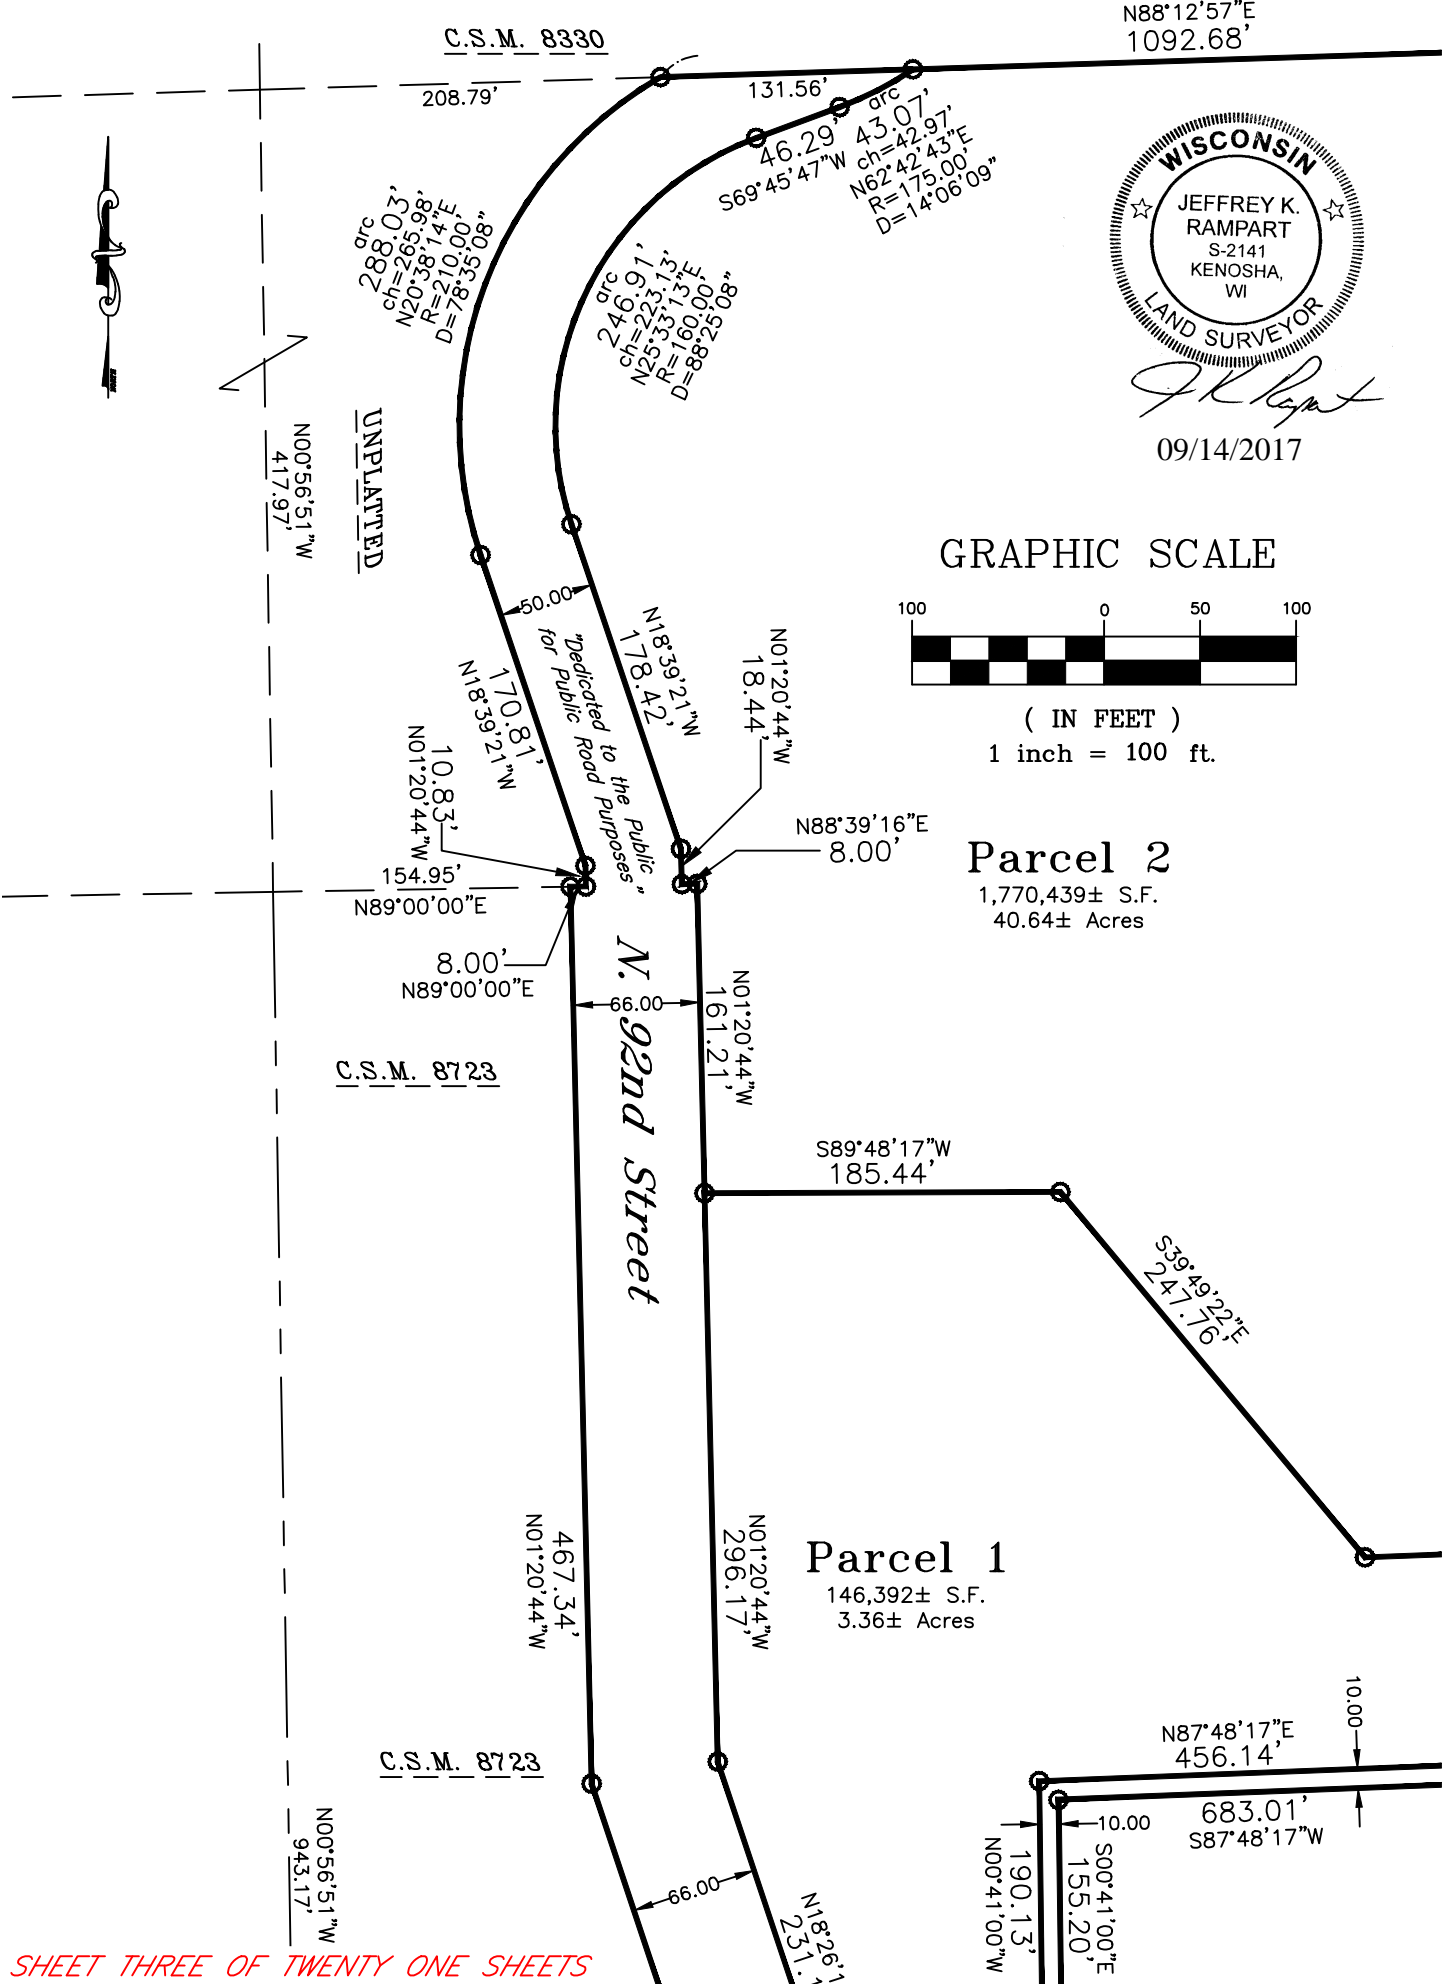 C.S.M. 8330
N88°12'57"E
1092.68'
208.79'
131.56'
arc
43.07'
ch=42.97'
N62°42'43"E
R=175.00'
D=14°06'09"
46.29'
S69°45'47"W
arc
288.03'
ch=265.98'
N20°38'14"E
R=210.00'
D=78°35'08"
arc
246.91'
ch=223.13'
N25°33'13"E
R=160.00'
D=88°25'08"
WISCONSIN
JEFFREY K.
RAMPART
S-2141
KENOSHA,
WI
LAND SURVEYOR
09/14/2017
N00°56'51"W
417.97'
UNPLATTED
GRAPHIC SCALE
100 0 50 100
( IN FEET )
1 inch = 100 ft.
50.00
N18°39'21"W
178.42'
170.81'
N18°39'21"W
"Dedicated to the Public
for Public Road Purposes"
N01°20'44"W
18.44'
10.83'
N01°20'44"W
N88°39'16"E
8.00'
154.95'
N89°00'00"E
8.00'
N89°00'00"E
Parcel 2
1,770,439± S.F.
40.64± Acres
N. 92nd Street
66.00
N01°20'44"W
161.21'
C.S.M. 8723
S89°48'17"W
185.44'
S39°49'22"E
247.76'
467.34'
N01°20'44"W
N01°20'44"W
296.17'
Parcel 1
146,392± S.F.
3.36± Acres
C.S.M. 8723
N87°48'17"E
456.14'
10.00
683.01'
S87°48'17"W
10.00
190.13'
N00°41'00"W
S00°41'00"E
155.20'
N00°56'51"W
943.17'
66.00
N18°26'1
231.1
SHEET THREE OF TWENTY ONE SHEETS